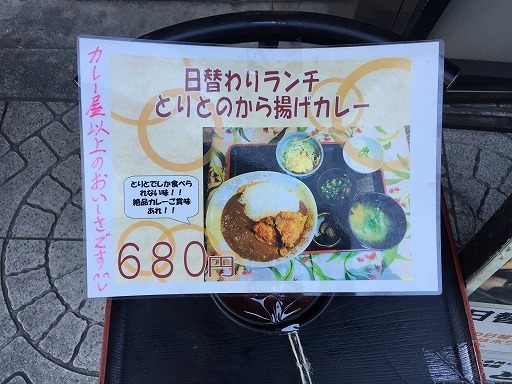 日替わりランチ
とりとのから揚げカレー
カレー屋以上のおいしさです
とりとでしか食べら
れない味！！
絶品カレーご賞味
あれ！！
680円
日替